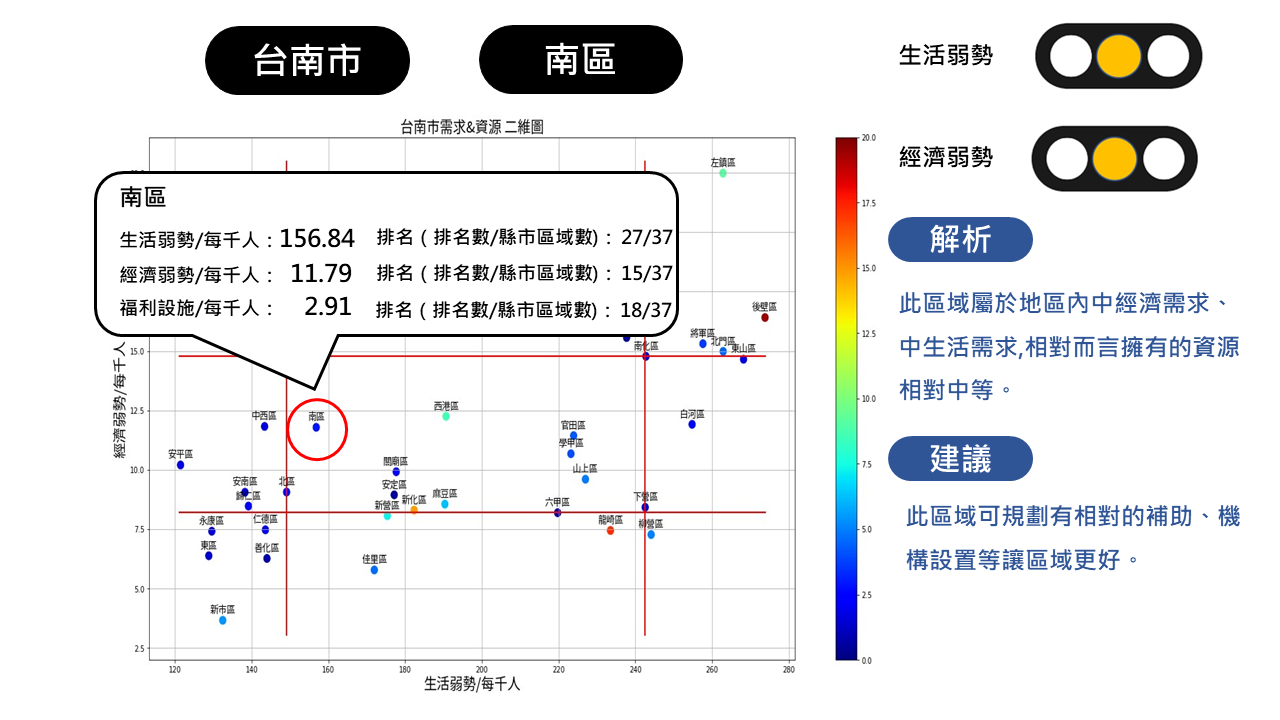 台南市
南區
生活弱勢
經濟弱勢
台南市需求&資源 二維圖
南區
生活弱勢/每千人：156.84 排名（排名數/縣市區域數)：27/37
經濟弱勢/每千人： 11.79 排名（排名數/縣市區域數)：15/37
福利設施/每千人： 2.91 排名（排名數/縣市區域數)：18/37
左鎮區
後壁區
將軍區
北門區
東山區
南化區
15.0
西港區
中西區
南區
白河區
12.5
官田區
學甲區
安平區
關廟區
山上區
10.0
安南區
歸仁區
北區
安定區
新營區
新化區
麻豆區
六甲區
下營區
永康區
仁德區
龍崎區
柳營區
7.5
東區
善化區
佳里區
5.0
新市區
2.5
120
140
160
180
200
220
240
260
280
生活弱勢/每千人
經濟弱勢/每千人
20.0
17.5
15.0
12.5
10.0
7.5
5.0
2.5
0.0
解析
此區域屬於地區內中經濟需求、
中生活需求,相對而言擁有的資源
相對中等。
建議
此區域可規劃有相對的補助、機
構設置等讓區域更好。